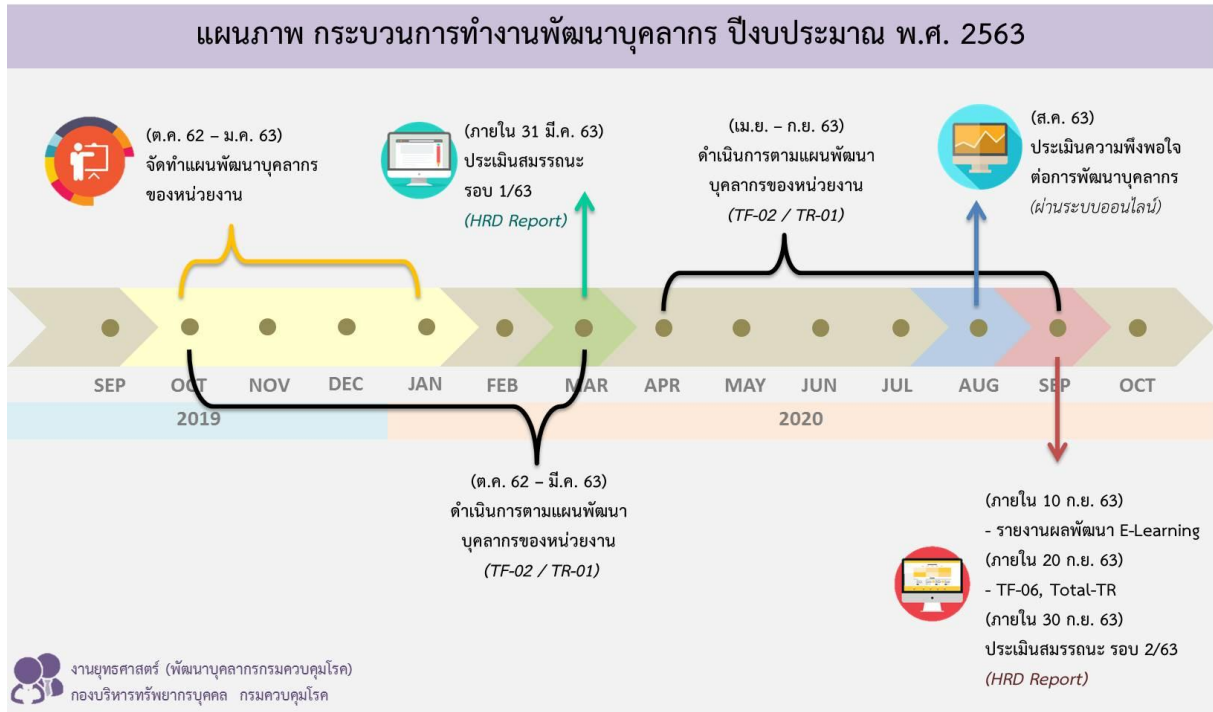 แผนภาพ กระบวนการทำงานพัฒนาบุคลากร ปีงบประมาณ พ.ศ. 2563
(ต.ค. 62 – ม.ค. 63)
จัดทำแผนพัฒนาบุคลากร
ของหน่วยงาน
(ภายใน 31 มี.ค. 63)
ประเมินสมรรถนะ
รอบ 1/63
(HRD Report)
(เม.ย. – ก.ย. 63)
ดำเนินการตามแผนพัฒนา
บุคลากรของหน่วยงาน
(TF-02 / TR-01)
(ส.ค. 63)
ประเมินความพึงพอใจ
ต่อการพัฒนาบุคลากร
(ผ่านระบบออนไลน์)
SEP OCT NOV DEC JAN FEB MAR APR MAY JUN JUL AUG SEP OCT
2019 2020
(ต.ค. 62 – มี.ค. 63)
ดำเนินการตามแผนพัฒนา
บุคลากรของหน่วยงาน
(TF-02 / TR-01)
(ภายใน 10 ก.ย. 63)
- รายงานผลพัฒนา E-Learning
(ภายใน 20 ก.ย. 63)
- TF-06, Total-TR
(ภายใน 30 ก.ย. 63)
ประเมินสมรรถนะ รอบ 2/63
(HRD Report)
งานยุทธศาสตร์ (พัฒนาบุคลากรกรมควบคุมโรค)
กองบริหารทรัพยากรบุคคล กรมควบคุมโรค